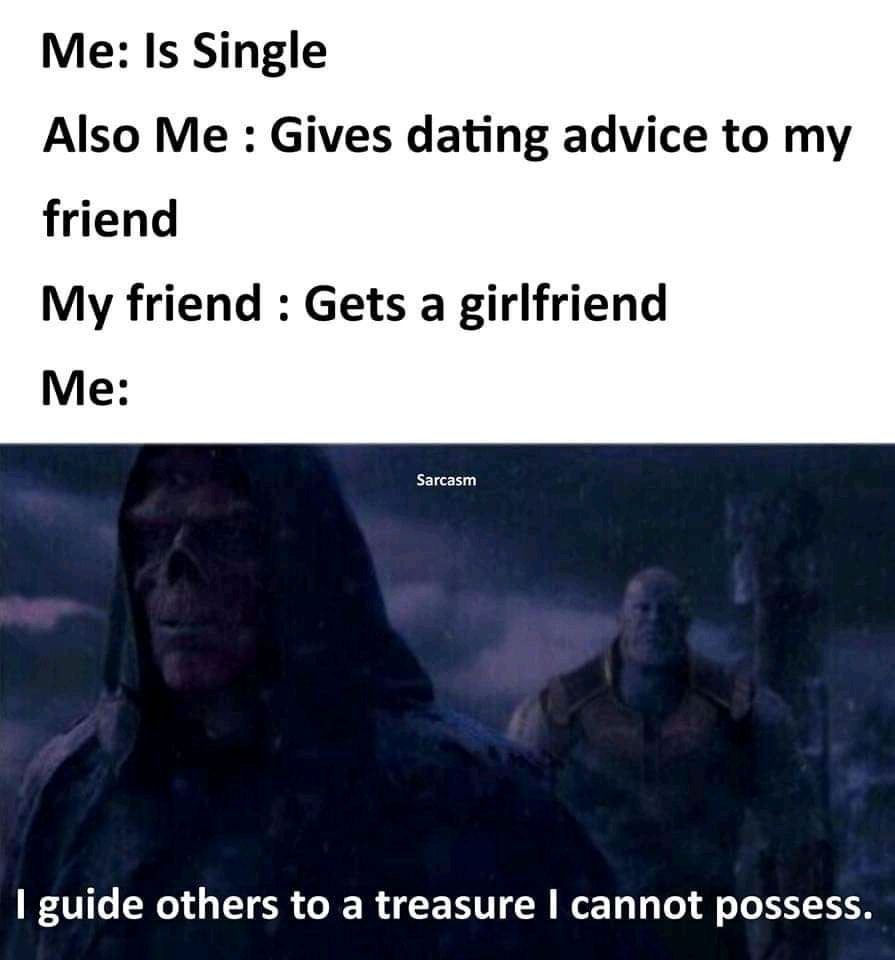 Me: Is Single
Also Me : Gives dating advice to my
friend
My friend : Gets a girlfriend
Me:
Sarcasm
I guide others to a treasure I cannot possess.